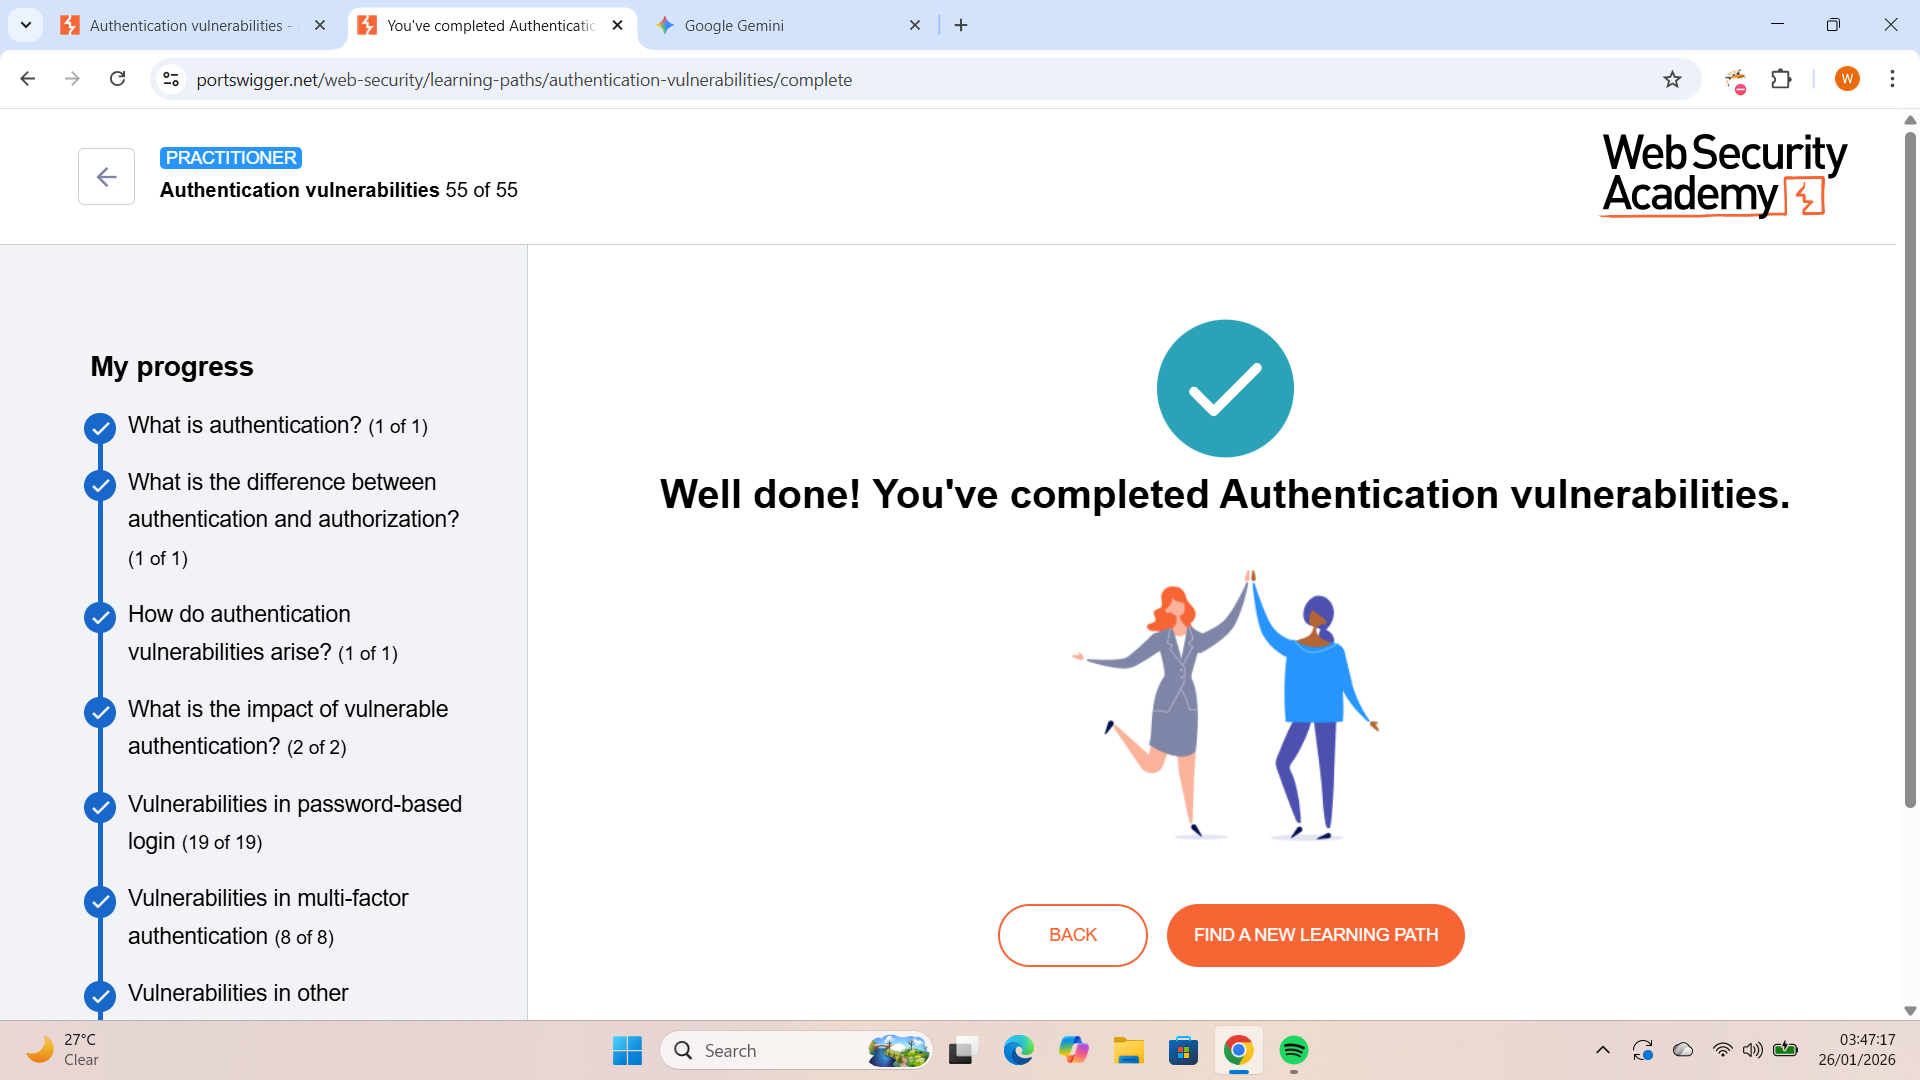 Authentication vulnerabilities -
You've completed Authenticatio
Google Gemini
portswigger.net/web-security/learning-paths/authentication-vulnerabilities/complete
W
PRACTITIONER
Authentication vulnerabilities 55 of 55
Web Security
Academy
My progress
What is authentication? (1 of 1)
What is the difference between
authentication and authorization?
(1 of 1)
How do authentication
vulnerabilities arise? (1 of 1)
What is the impact of vulnerable
authentication? (2 of 2)
Vulnerabilities in password-based
login (19 of 19)
Vulnerabilities in multi-factor
authentication (8 of 8)
Vulnerabilities in other
Well done! You've completed Authentication vulnerabilities.
BACK
FIND A NEW LEARNING PATH
27°C
Clear
Search
03:47:17
26/01/2026